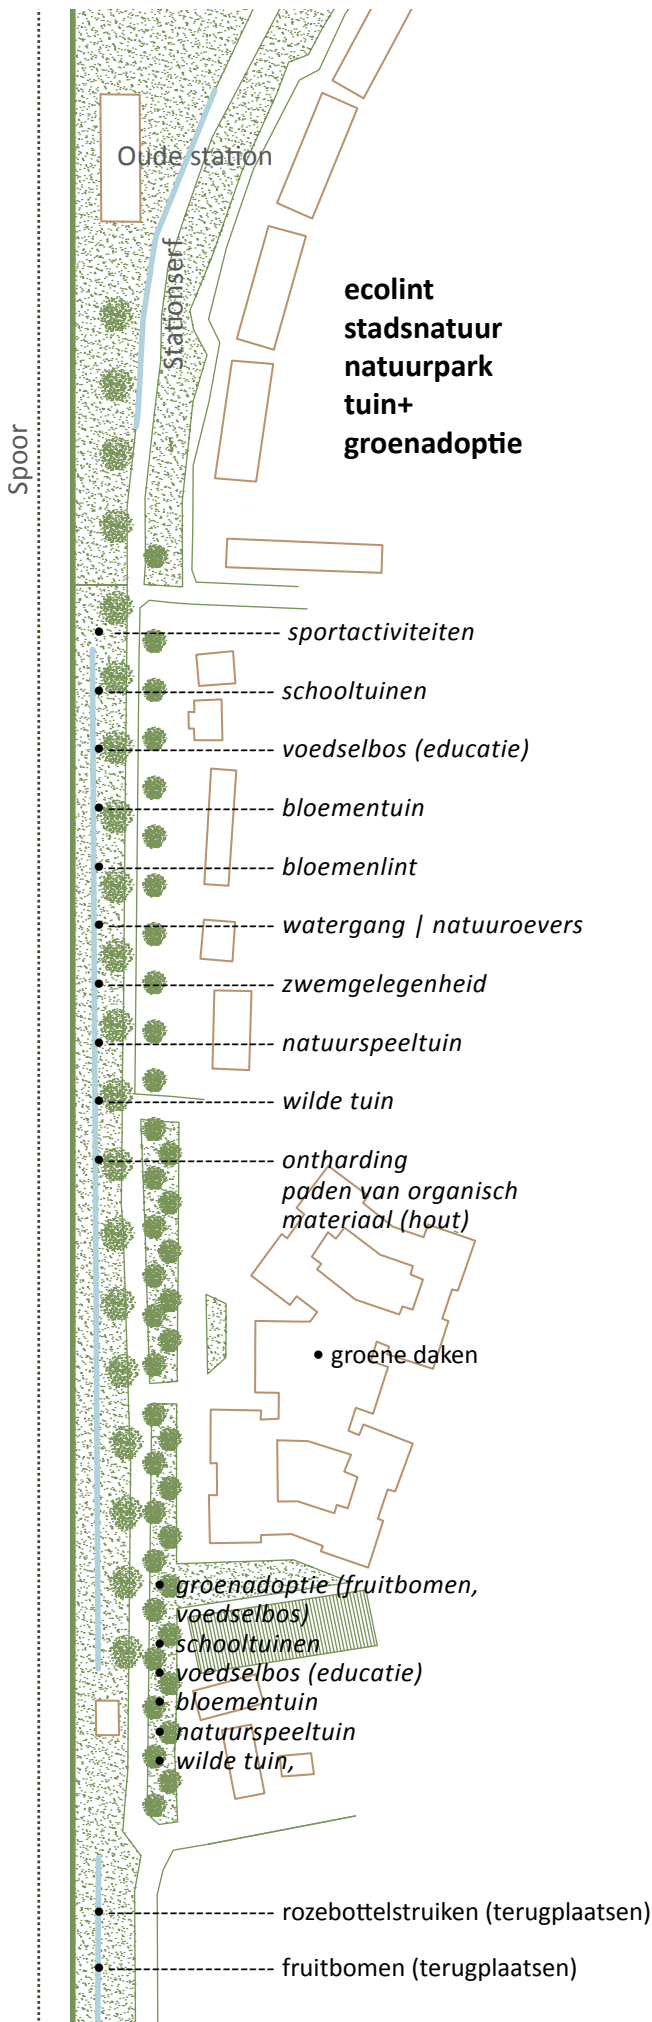 Oude station
Stationserf
ecolint
stadsnatuur
natuurpark
tuin+
groenadoptie
Spoor
sportactiviteiten
schooltuinen
voedselbos (educatie)
bloementuin
bloemenlint
watergang | natuuroevers
zwemgelegenheid
natuurspeeltuin
wilde tuin
ontharding
paden van organisch
materiaal (hout)
• groene daken
• groenadoptie (fruitbomen,
voedselbos)
• schooltuinen
• voedselbos (educatie)
• bloementuin
• natuurspeeltuin
• wilde tuin,
rozebottelstruiken (terugplaatsen)
fruitbomen (terugplaatsen)